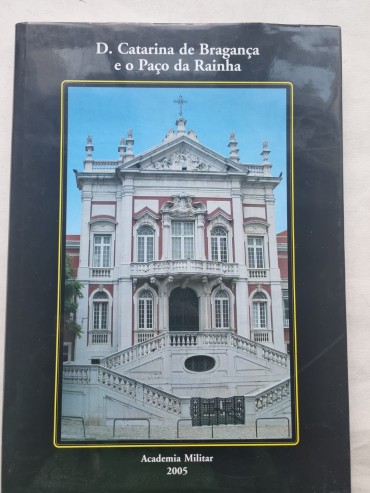 D. Catarina de Bragança
e o Paço da Rainha
Academia Militar
2005